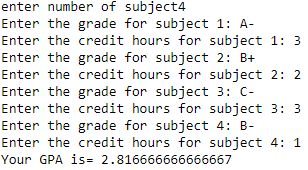 enter number of subject4
Enter the grade for subject 1: A-
Enter the credit hours for subject 1: 3
Enter the grade for subject 2: B+
Enter the credit hours for subject 2: 2
Enter the grade for subject 3: C-
Enter the credit hours for subject 3: 3
Enter the grade for subject 4: B-
Enter the credit hours for subject 4: 1
Your GPA is= 2.816666666666667